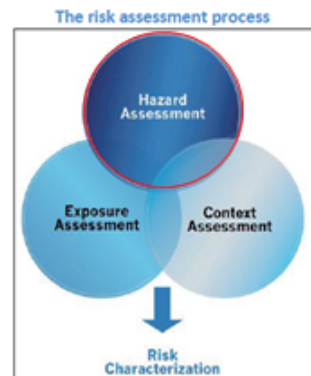 The risk assessment process
Hazard
Assessment
Exposure
Assessment
Context
Assessment
Risk
Characterization